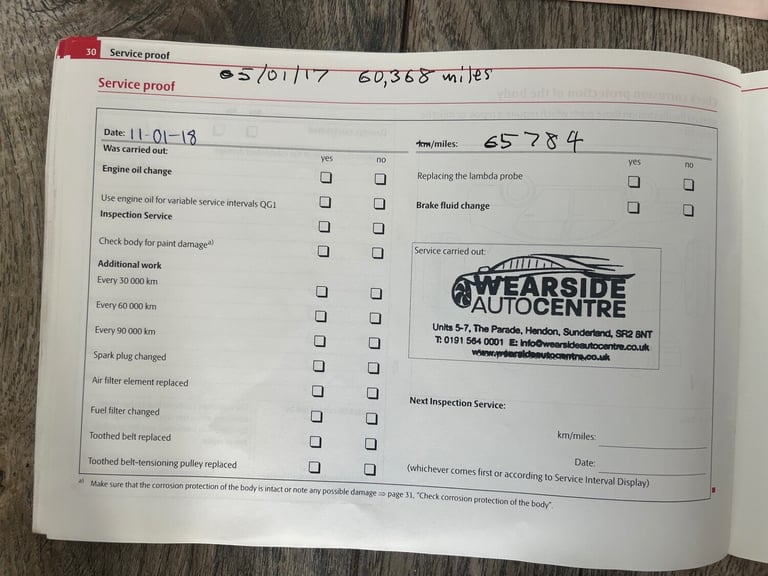 30 Service proof
Service proof
05/01/17 60,368 miles
Date: 11-01-18
km/miles: 65784
Was carried out:
yes no
yes no
Engine oil change
Replacing the lambda probe
Use engine oil for variable service intervals QG1
Brake fluid change
Inspection Service
Check body for paint damagea)
Additional work
Every 30 000 km
Every 60 000 km
Every 90 000 km
Spark plug changed
Air filter element replaced
Fuel filter changed
Toothed belt replaced
Toothed belt-tensioning pulley replaced
Service carried out:
WEARSIDE
AUTOCENTRE
Units 5-7, The Parade, Hendon, Sunderland, SR2 8NT
T: 0191 564 0001 E: info@wearsideautocentre.co.uk
www.wearsideautocentre.co.uk
Next Inspection Service:
km/miles:
Date:
(whichever comes first or according to Service Interval Display)
a) Make sure that the corrosion protection of the body is intact or note any possible damage ⇒ page 31, "Check corrosion protection of the body".